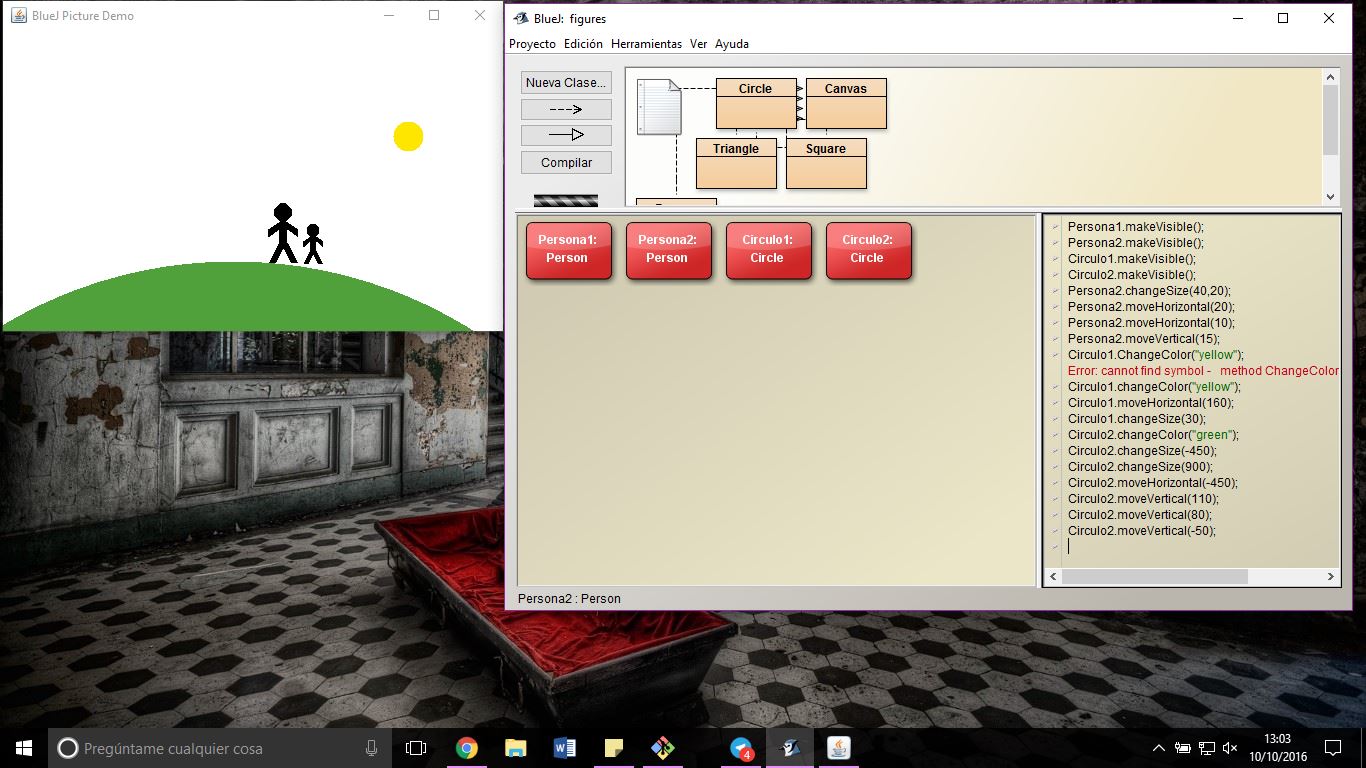 BlueJ Picture Demo
BlueJ: figures
Proyecto Edición Herramientas Ver Ayuda
Nueva Clase...
Compilar
Circle
Canvas
Triangle
Square
Persona1:
Person
Persona2:
Person
Circulo1:
Circle
Circulo2:
Circle
Persona1.makeVisible();
Persona2.makeVisible();
Circulo1.makeVisible();
Circulo2.makeVisible();
Persona2.changeSize(40,20);
Persona2.moveHorizontal(20);
Persona2.moveHorizontal(10);
Persona2.moveVertical(15);
Circulo1.ChangeColor("yellow");
Error: cannot find symbol - method ChangeColor
Circulo1.changeColor("yellow");
Circulo1.moveHorizontal(160);
Circulo1.changeSize(30);
Circulo2.changeColor("green");
Circulo2.changeSize(-450);
Circulo2.changeSize(900);
Circulo2.moveHorizontal(-450);
Circulo2.moveVertical(110);
Circulo2.moveVertical(80);
Circulo2.moveVertical(-50);
Persona2 : Person
Pregúntame cualquier cosa
4
13:03
10/10/2016